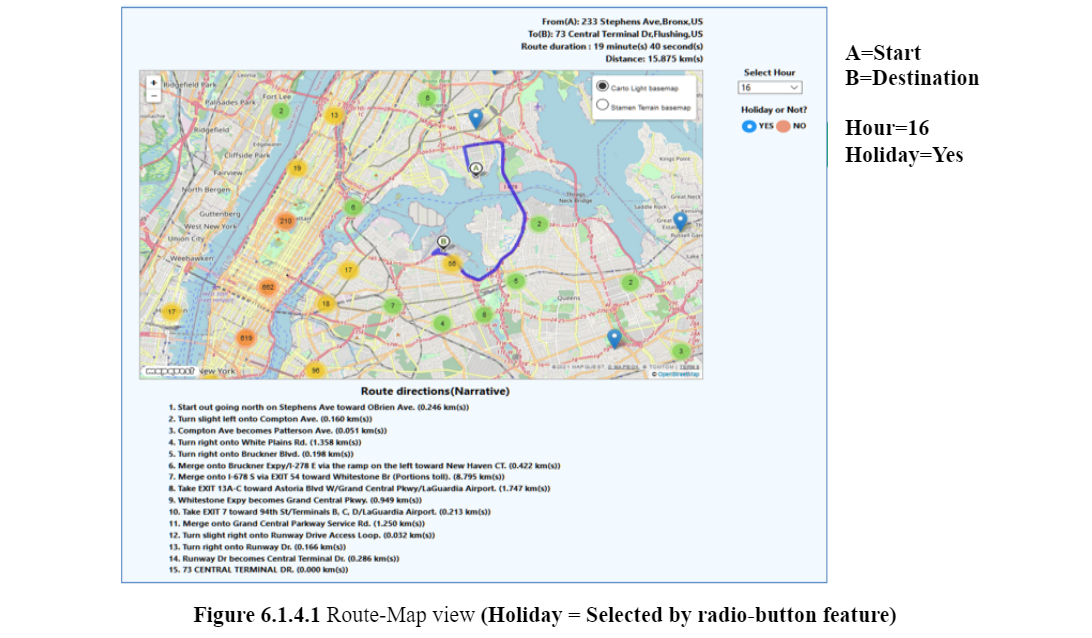 From(A): 233 Stephens Ave,Bronx,US
To(B): 73 Central Terminal Dr,Flushing,US
Route duration : 19 minute(s) 40 second(s)
Distance: 15.875 km(s)
A=Start
B=Destination
Hour=16
Holiday=Yes
Select Hour
16
Holiday or Not?
YES NO
+
-
Carto Light basemap
Stamen Terrain basemap
Ridgefield Park
Leonia
Fort Lee
Palisades Park
Ridgefield
Edgewater
Cliffside Park
Fairview
North Bergen
Guttenberg
West New York
Union City
Weehawken
New York
Kings Point
Throgs
Neck Bridge
Saddle Rock
Great Neck
Queens
2
13
6
19
6
210
2
17
56
6
2
662
18
7
8
4
17
619
3
96
A
B
mapquest
© OpenStreetMap
Route directions(Narrative)
1. Start out going north on Stephens Ave toward OBrien Ave. (0.246 km(s))
2. Turn slight left onto Compton Ave. (0.160 km(s))
3. Compton Ave becomes Patterson Ave. (0.051 km(s))
4. Turn right onto White Plains Rd. (1.358 km(s))
5. Turn right onto Bruckner Blvd. (0.198 km(s))
6. Merge onto Bruckner Expy/I-278 E via the ramp on the left toward New Haven CT. (0.422 km(s))
7. Merge onto I-678 S via EXIT 54 toward Whitestone Br (Portions toll). (8.795 km(s))
8. Take EXIT 13A-C toward Astoria Blvd W/Grand Central Pkwy/LaGuardia Airport. (1.747 km(s))
9. Whitestone Expy becomes Grand Central Pkwy. (0.949 km(s))
10. Take EXIT 7 toward 94th St/Terminals B, C, D/LaGuardia Airport. (0.213 km(s))
11. Merge onto Grand Central Parkway Service Rd. (1.250 km(s))
12. Turn slight right onto Runway Drive Access Loop. (0.032 km(s))
13. Turn right onto Runway Dr. (0.166 km(s))
14. Runway Dr becomes Central Terminal Dr. (0.286 km(s))
15. 73 CENTRAL TERMINAL DR. (0.000 km(s))
Figure 6.1.4.1 Route-Map view (Holiday = Selected by radio-button feature)